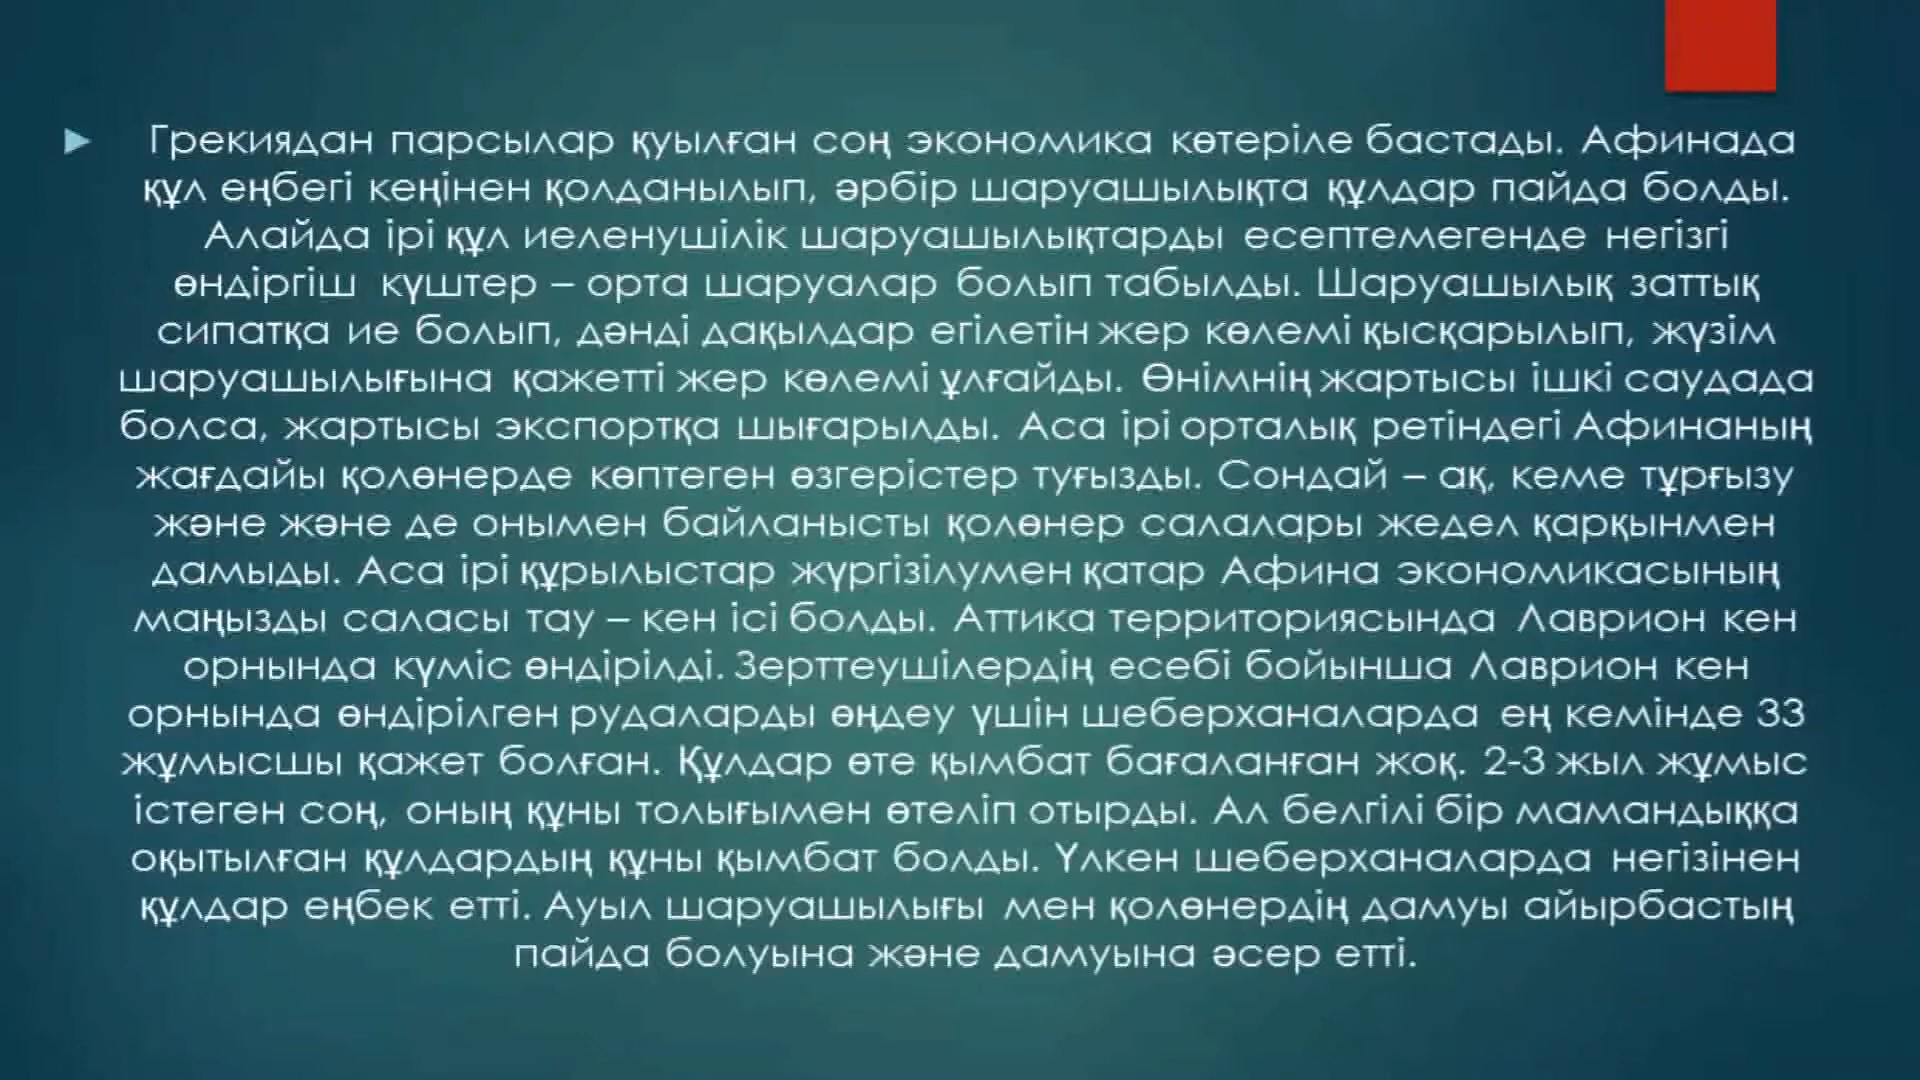 Грекиядан парсылар қуылған соң экономика көтеріле бастады. Афинада
құл еңбегі кеңінен қолданылып, әрбір шаруашылықта құлдар пайда болды.
Алайда ірі құл иеленушілік шаруашылықтарды есептемегенде негізгі
өндіргіш күштер – орта шаруалар болып табылды. Шаруашылық заттық
сипатқа ие болып, дәнді дақылдар егілетін жер көлемі қысқарылып, жүзім
шаруашылығына қажетті жер көлемі ұлғайды. Өнімнің жартысы ішкі саудада
болса, жартысы экспортқа шығарылды. Аса ірі орталық ретіндегі Афинаның
жағдайы қолөнерде көптеген өзгерістер туғызды. Сондай – ақ, кеме тұрғызу
және және де онымен байланысты қолөнер салалары жедел қарқынмен
дамыды. Аса ірі құрылыстар жүргізілумен қатар Афина экономикасының
маңызды саласы тау – кен ісі болды. Аттика территориясында Лаврион кен
орнында күміс өндірілді. Зерттеушілердің есебі бойынша Лаврион кен
орнында өндірілген рудаларды өңдеу үшін шеберханаларда ең кемінде 33
жұмысшы қажет болған. Құлдар өте қымбат бағаланған жоқ. 2-3 жыл жұмыс
істеген соң, оның құны толығымен өтеліп отырды. Ал белгілі бір мамандыққа
оқытылған құлдардың құны қымбат болды. Үлкен шеберханаларда негізінен
құлдар еңбек етті. Ауыл шаруашылығы мен қолөнердің дамуы айырбастың
пайда болуына және дамуына әсер етті.